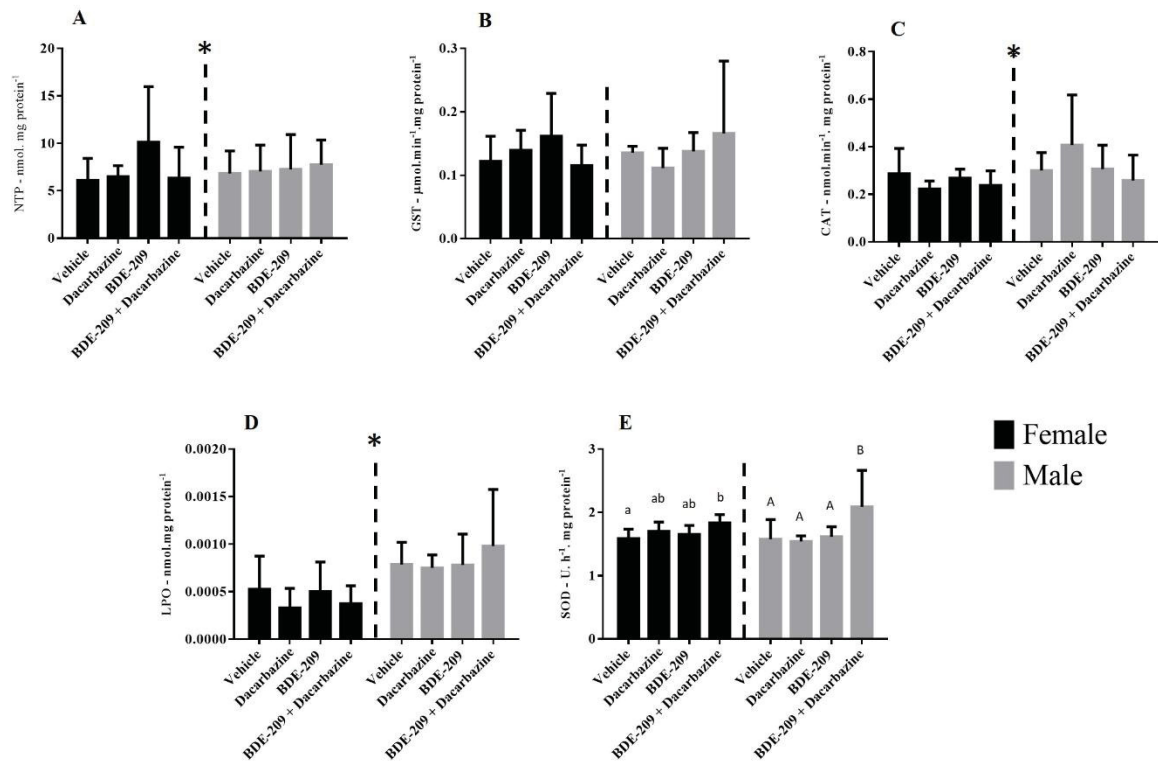 A
*
NTP - nmol. mg protein⁻¹
20
15
10
5
0
Vehicle
Dacarbazine
BDE-209
BDE-209 + Dacarbazine
Vehicle
Dacarbazine
BDE-209
BDE-209 + Dacarbazine
B
GST - µmol.min⁻¹.mg protein⁻¹
0.3
0.2
0.1
0.0
Vehicle
Dacarbazine
BDE-209
BDE-209 + Dacarbazine
Vehicle
Dacarbazine
BDE-209
BDE-209 + Dacarbazine
C
*
CAT - nmol.min⁻¹. mg protein⁻¹
0.8
0.6
0.4
0.2
0.0
Vehicle
Dacarbazine
BDE-209
BDE-209 + Dacarbazine
Vehicle
Dacarbazine
BDE-209
BDE-209 + Dacarbazine
D
*
LPO - nmol.mg protein⁻¹
0.0020
0.0015
0.0010
0.0005
0.0000
Vehicle
Dacarbazine
BDE-209
BDE-209 + Dacarbazine
Vehicle
Dacarbazine
BDE-209
BDE-209 + Dacarbazine
E
SOD - U. h⁻¹. mg protein⁻¹
3
2
1
0
a
ab
ab
b
A
A
A
B
Vehicle
Dacarbazine
BDE-209
BDE-209 + Dacarbazine
Vehicle
Dacarbazine
BDE-209
BDE-209 + Dacarbazine
Female
Male